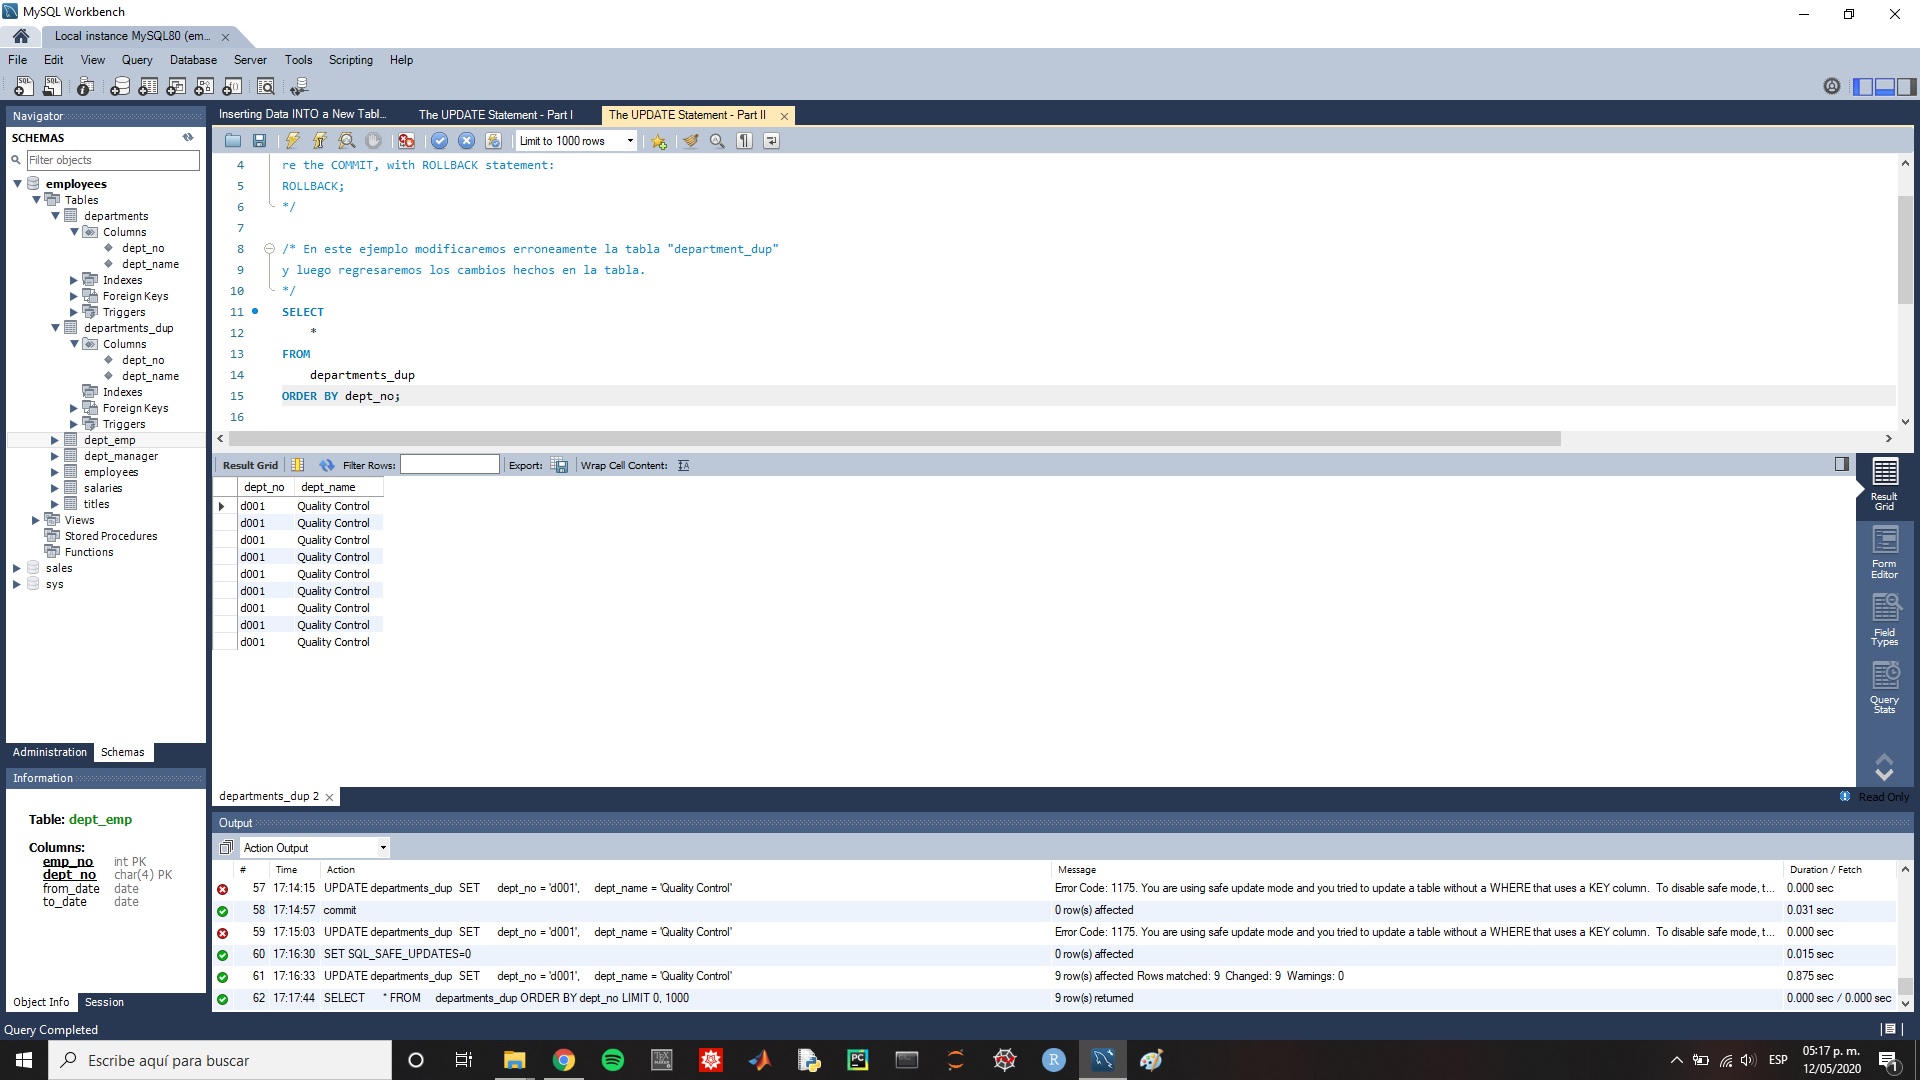 MySQL Workbench
Local instance MySQL80 (em...
File Edit View Query Database Server Tools Scripting Help
Navigator
SCHEMAS
Filter objects
employees
Tables
departments
Columns
dept_no
dept_name
Indexes
Foreign Keys
Triggers
departments_dup
Columns
dept_no
dept_name
Indexes
Foreign Keys
Triggers
dept_emp
dept_manager
employees
salaries
titles
Views
Stored Procedures
Functions
sales
sys
Administration Schemas
Information
Table: dept_emp
Columns:
emp_no int PK
dept_no char(4) PK
from_date date
to_date date
Object Info Session
Inserting Data INTO a New Tabl... The UPDATE Statement - Part I The UPDATE Statement - Part II
Limit to 1000 rows
4 re the COMMIT, with ROLLBACK statement:
5 ROLLBACK;
6 */
7
8 /* En este ejemplo modificaremos erroneamente la tabla "department_dup"
9 y luego regresaremos los cambios hechos en la tabla.
10 */
11 SELECT
12 *
13 FROM
14 departments_dup
15 ORDER BY dept_no;
16
Result Grid Filter Rows: Export: Wrap Cell Content:
dept_no dept_name
d001 Quality Control
d001 Quality Control
d001 Quality Control
d001 Quality Control
d001 Quality Control
d001 Quality Control
d001 Quality Control
d001 Quality Control
d001 Quality Control
Result
Grid
Form
Editor
Field
Types
Query
Stats
departments_dup 2
Read Only
Output
Action Output
# Time Action Message Duration / Fetch
57 17:14:15 UPDATE departments_dup SET dept_no = 'd001', dept_name = 'Quality Control' Error Code: 1175. You are using safe update mode and you tried to update a table without a WHERE that uses a KEY column. To disable safe mode, t... 0.000 sec
58 17:14:57 commit 0 row(s) affected 0.031 sec
59 17:15:03 UPDATE departments_dup SET dept_no = 'd001', dept_name = 'Quality Control' Error Code: 1175. You are using safe update mode and you tried to update a table without a WHERE that uses a KEY column. To disable safe mode, t... 0.000 sec
60 17:16:30 SET SQL_SAFE_UPDATES=0 0 row(s) affected 0.015 sec
61 17:16:33 UPDATE departments_dup SET dept_no = 'd001', dept_name = 'Quality Control' 9 row(s) affected Rows matched: 9 Changed: 9 Warnings: 0 0.875 sec
62 17:17:44 SELECT * FROM departments_dup ORDER BY dept_no LIMIT 0, 1000 9 row(s) returned 0.000 sec / 0.000 sec
Query Completed
Escribe aquí para buscar
ESP
05:17 p. m.
12/05/2020
1